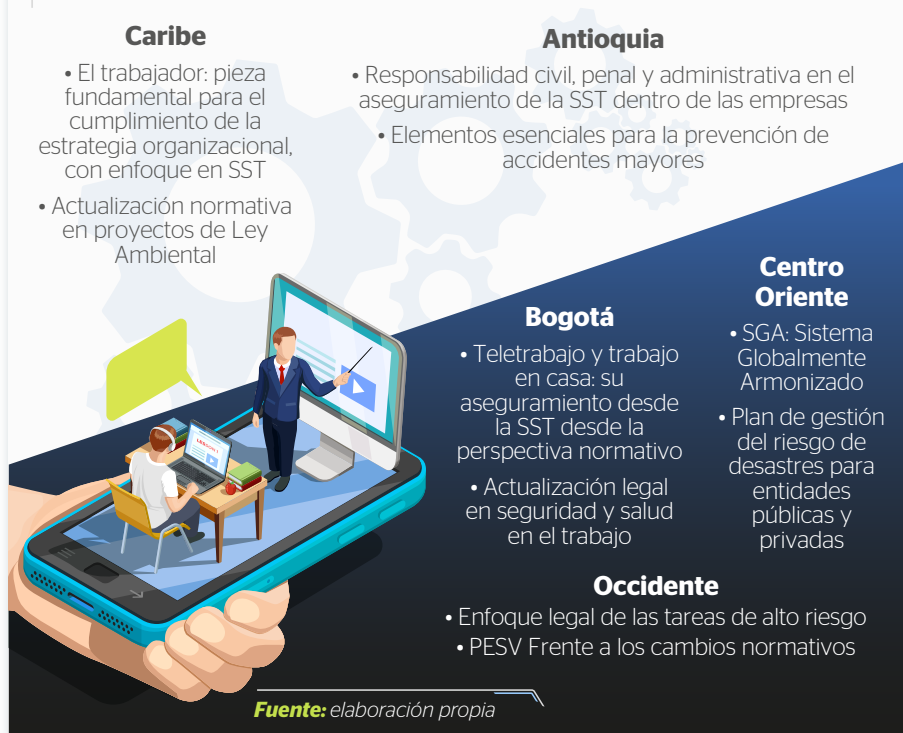 Caribe
• El trabajador: pieza
fundamental para el
cumplimiento de la
estrategia organizacional,
con enfoque en SST
• Actualización normativa
en proyectos de Ley
Ambiental
Antioquia
• Responsabilidad civil, penal y administrativa en el
aseguramiento de la SST dentro de las empresas
• Elementos esenciales para la prevención de
accidentes mayores
Bogotá
• Teletrabajo y trabajo
en casa: su
aseguramiento desde
la SST desde la
perspectiva normativo
• Actualización legal
en seguridad y salud
en el trabajo
Centro
Oriente
• SGA: Sistema
Globalmente
Armonizado
• Plan de gestión
del riesgo de
desastres para
entidades
públicas y
privadas
Occidente
• Enfoque legal de las tareas de alto riesgo
• PESV Frente a los cambios normativos
Fuente: elaboración propia